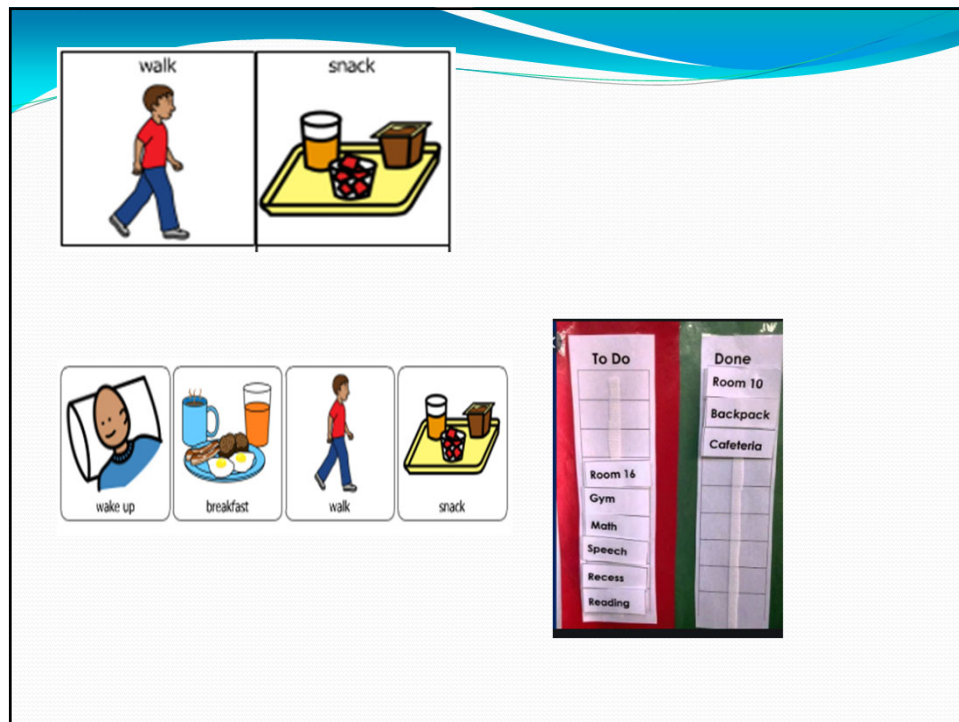 walk
snack
wake up
breakfast
walk
snack
To Do
Room 16
Gym
Math
Speech
Recess
Reading
Done
Room 10
Backpack
Cafeteria